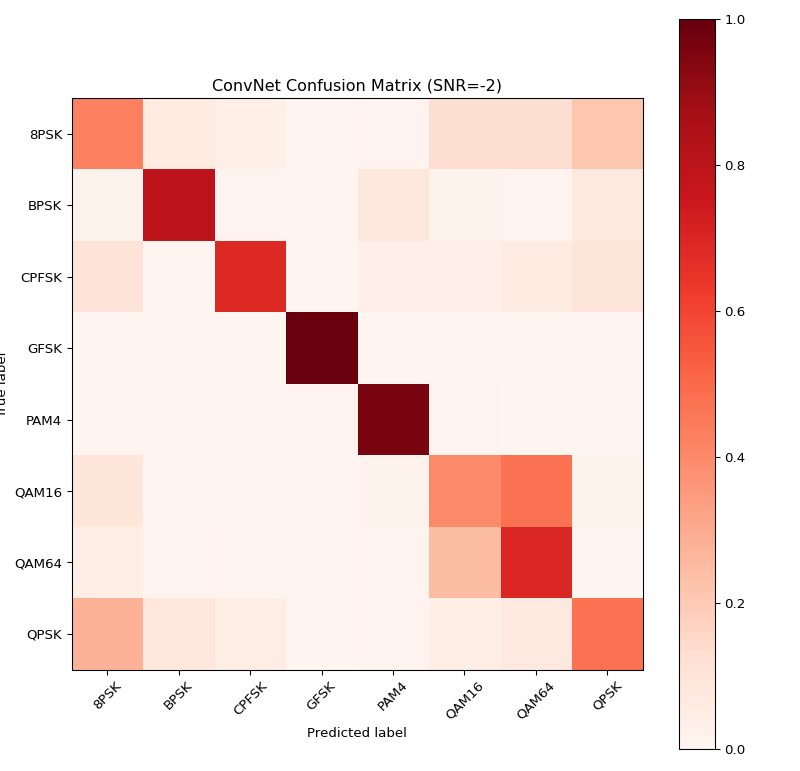 ConvNet Confusion Matrix (SNR=-2)
1.0
0.8
0.6
0.4
0.2
0.0
8PSK
BPSK
CPFSK
GFSK
PAM4
QAM16
QAM64
QPSK
label
8PSK
BPSK
CPFSK
GFSK
PAM4
QAM16
QAM64
QPSK
Predicted label